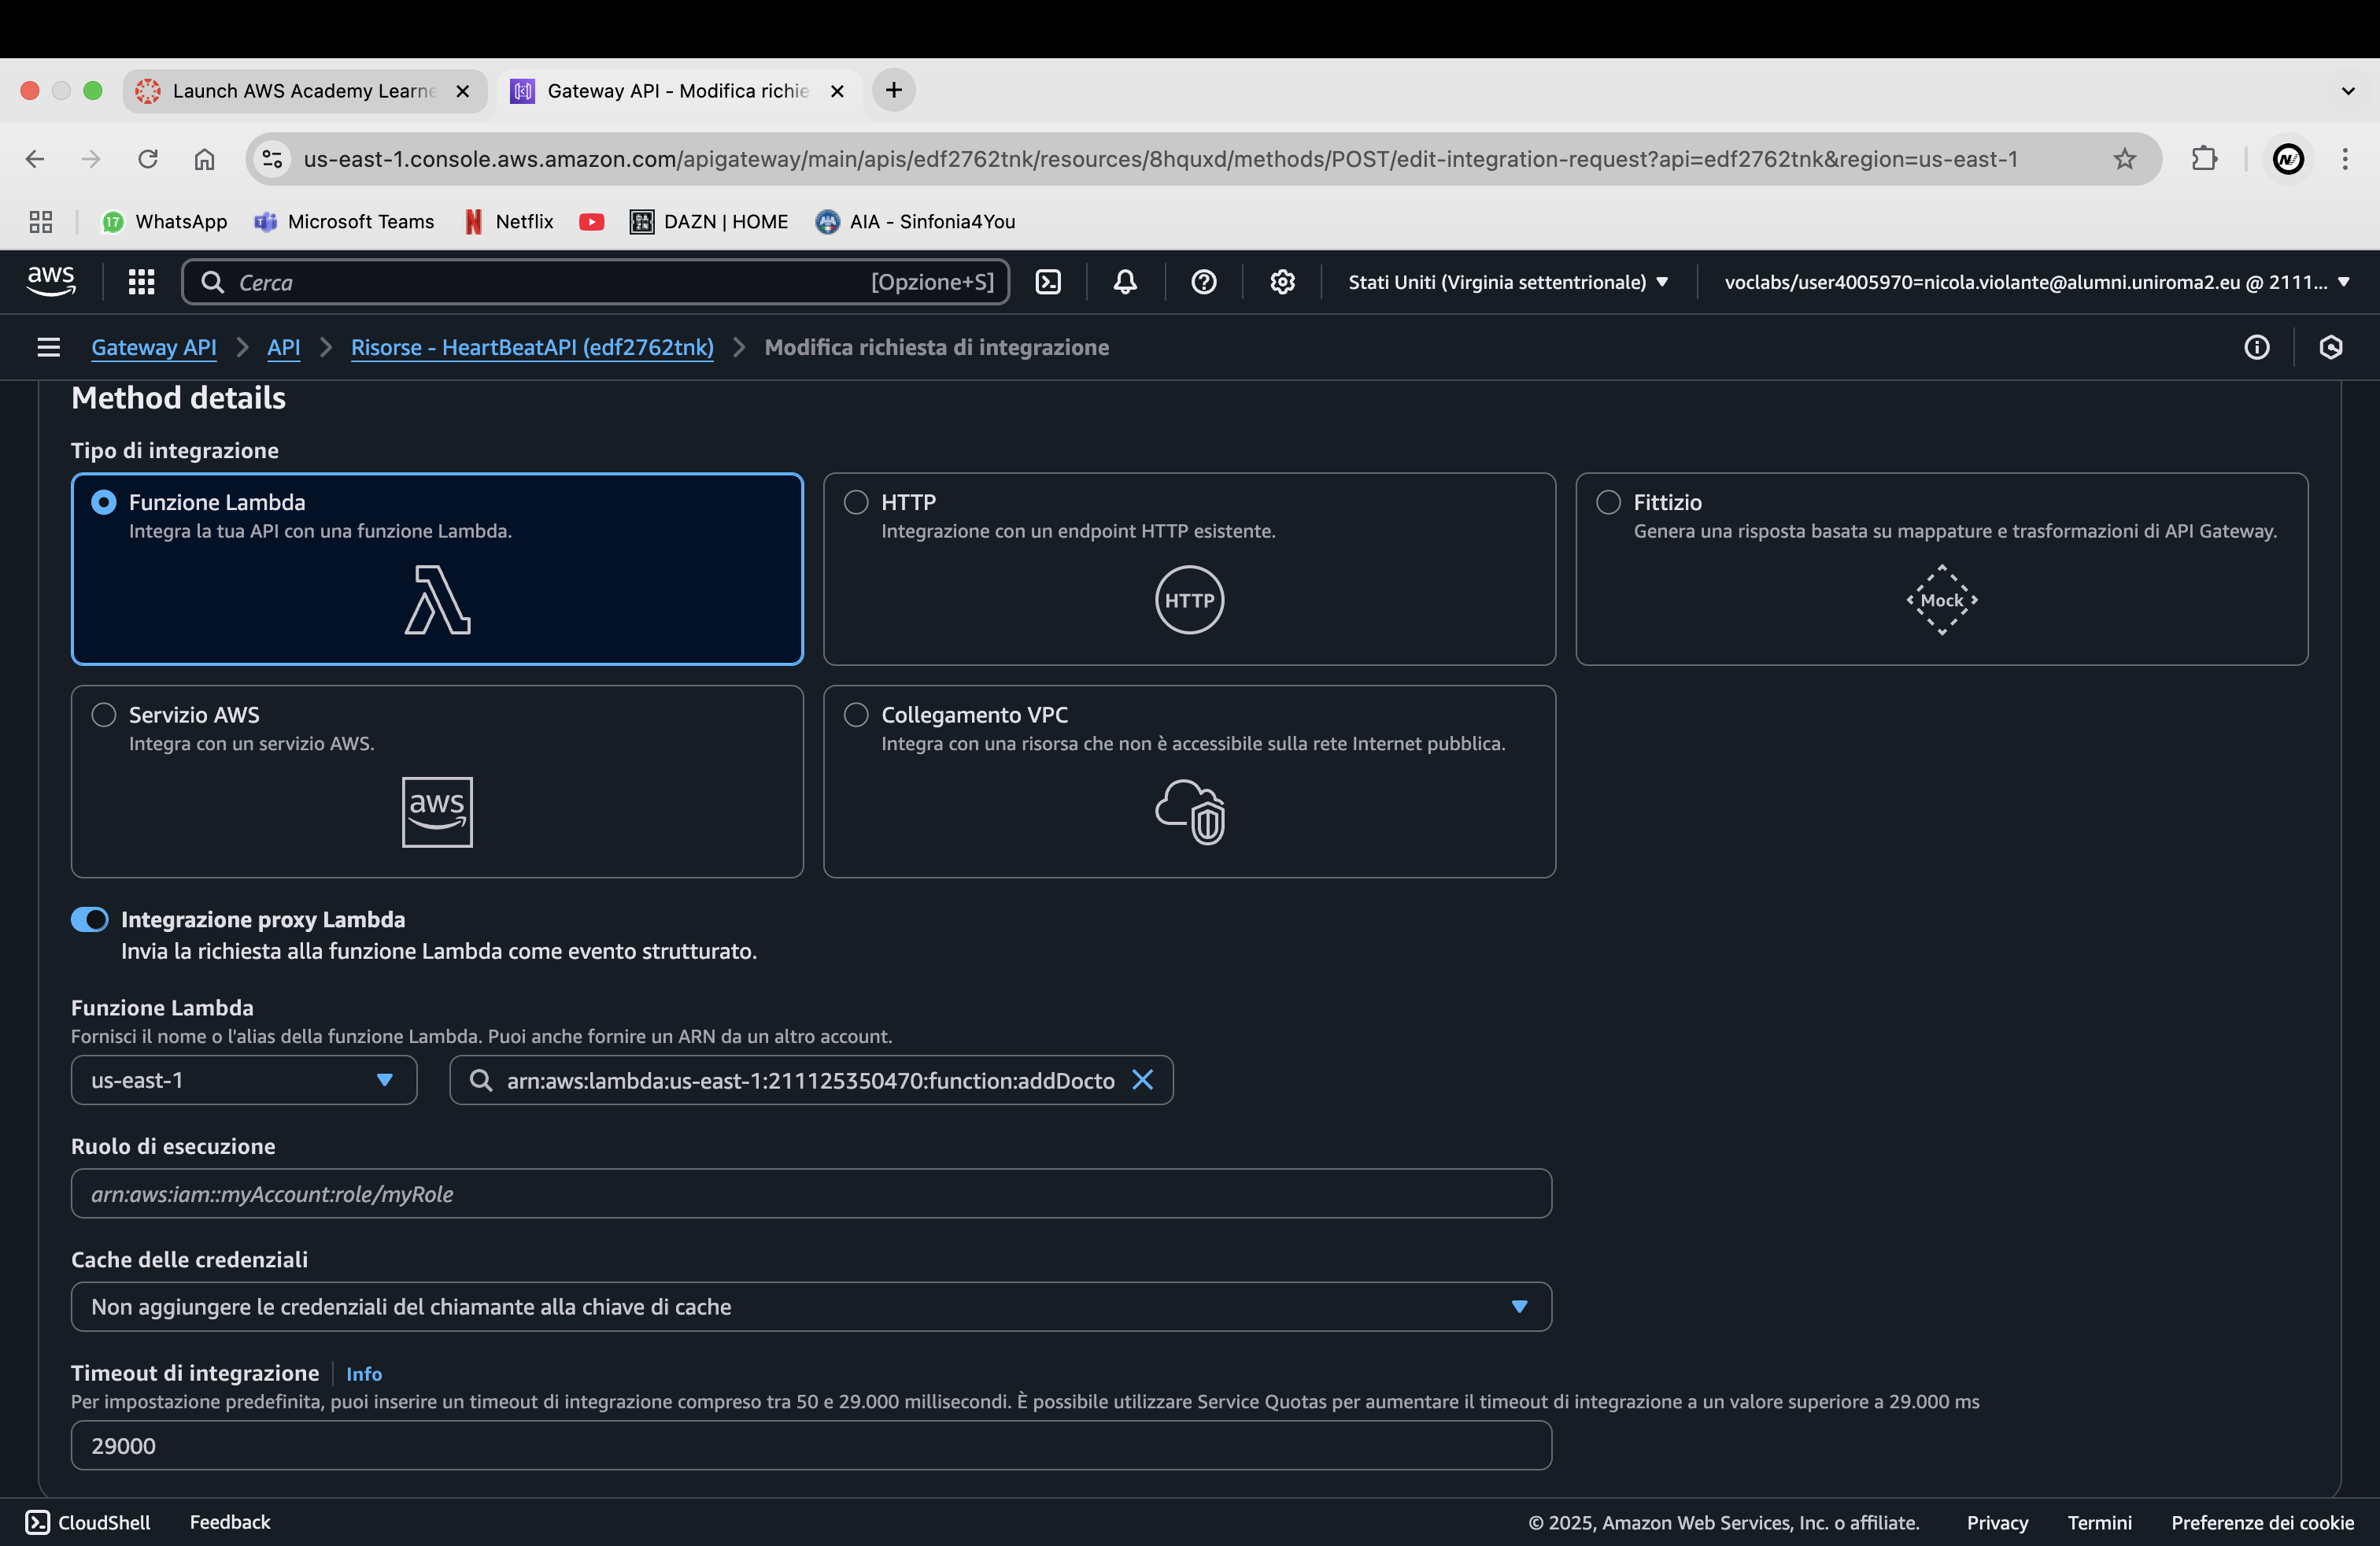 Launch AWS Academy Learne
Gateway API - Modifica richie
us-east-1.console.aws.amazon.com/apigateway/main/apis/edf2762tnk/resources/8hquxd/methods/POST/edit-integration-request?api=edf2762tnk&region=us-east-1
17 WhatsApp
Microsoft Teams
Netflix
DAZN | HOME
AIA - Sinfonia4You
aws
Cerca
[Opzione+S]
Stati Uniti (Virginia settentrionale)
voclabs/user4005970=nicola.violante@alumni.uniroma2.eu @ 2111...
Gateway API
API
Risorse - HeartBeatAPI (edf2762tnk)
Modifica richiesta di integrazione
Method details
Tipo di integrazione
Funzione Lambda
Integra la tua API con una funzione Lambda.
HTTP
Integrazione con un endpoint HTTP esistente.
HTTP
Fittizio
Genera una risposta basata su mappature e trasformazioni di API Gateway.
Mock
Servizio AWS
Integra con un servizio AWS.
aws
Collegamento VPC
Integra con una risorsa che non è accessibile sulla rete Internet pubblica.
Integrazione proxy Lambda
Invia la richiesta alla funzione Lambda come evento strutturato.
Funzione Lambda
Fornisci il nome o l'alias della funzione Lambda. Puoi anche fornire un ARN da un altro account.
us-east-1
arn:aws:lambda:us-east-1:211125350470:function:addDocto
Ruolo di esecuzione
arn:aws:iam::myAccount:role/myRole
Cache delle credenziali
Non aggiungere le credenziali del chiamante alla chiave di cache
Timeout di integrazione
Info
Per impostazione predefinita, puoi inserire un timeout di integrazione compreso tra 50 e 29.000 millisecondi. È possibile utilizzare Service Quotas per aumentare il timeout di integrazione a un valore superiore a 29.000 ms
29000
CloudShell
Feedback
© 2025, Amazon Web Services, Inc. o affiliate.
Privacy
Termini
Preferenze dei cookie